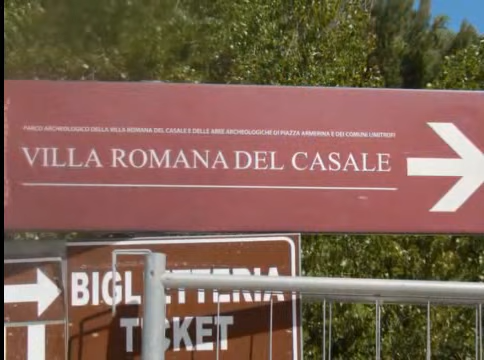 PARCO ARCHEOLOGICO DELLA VILLA ROMANA DEL CASALE E DELLE AREE ARCHEOLOGICHE DI PIAZZA ARMERINA E DEI COMUNI LIMITROFI
VILLA ROMANA DEL CASALE
BIGLIETTERIA
TICKET